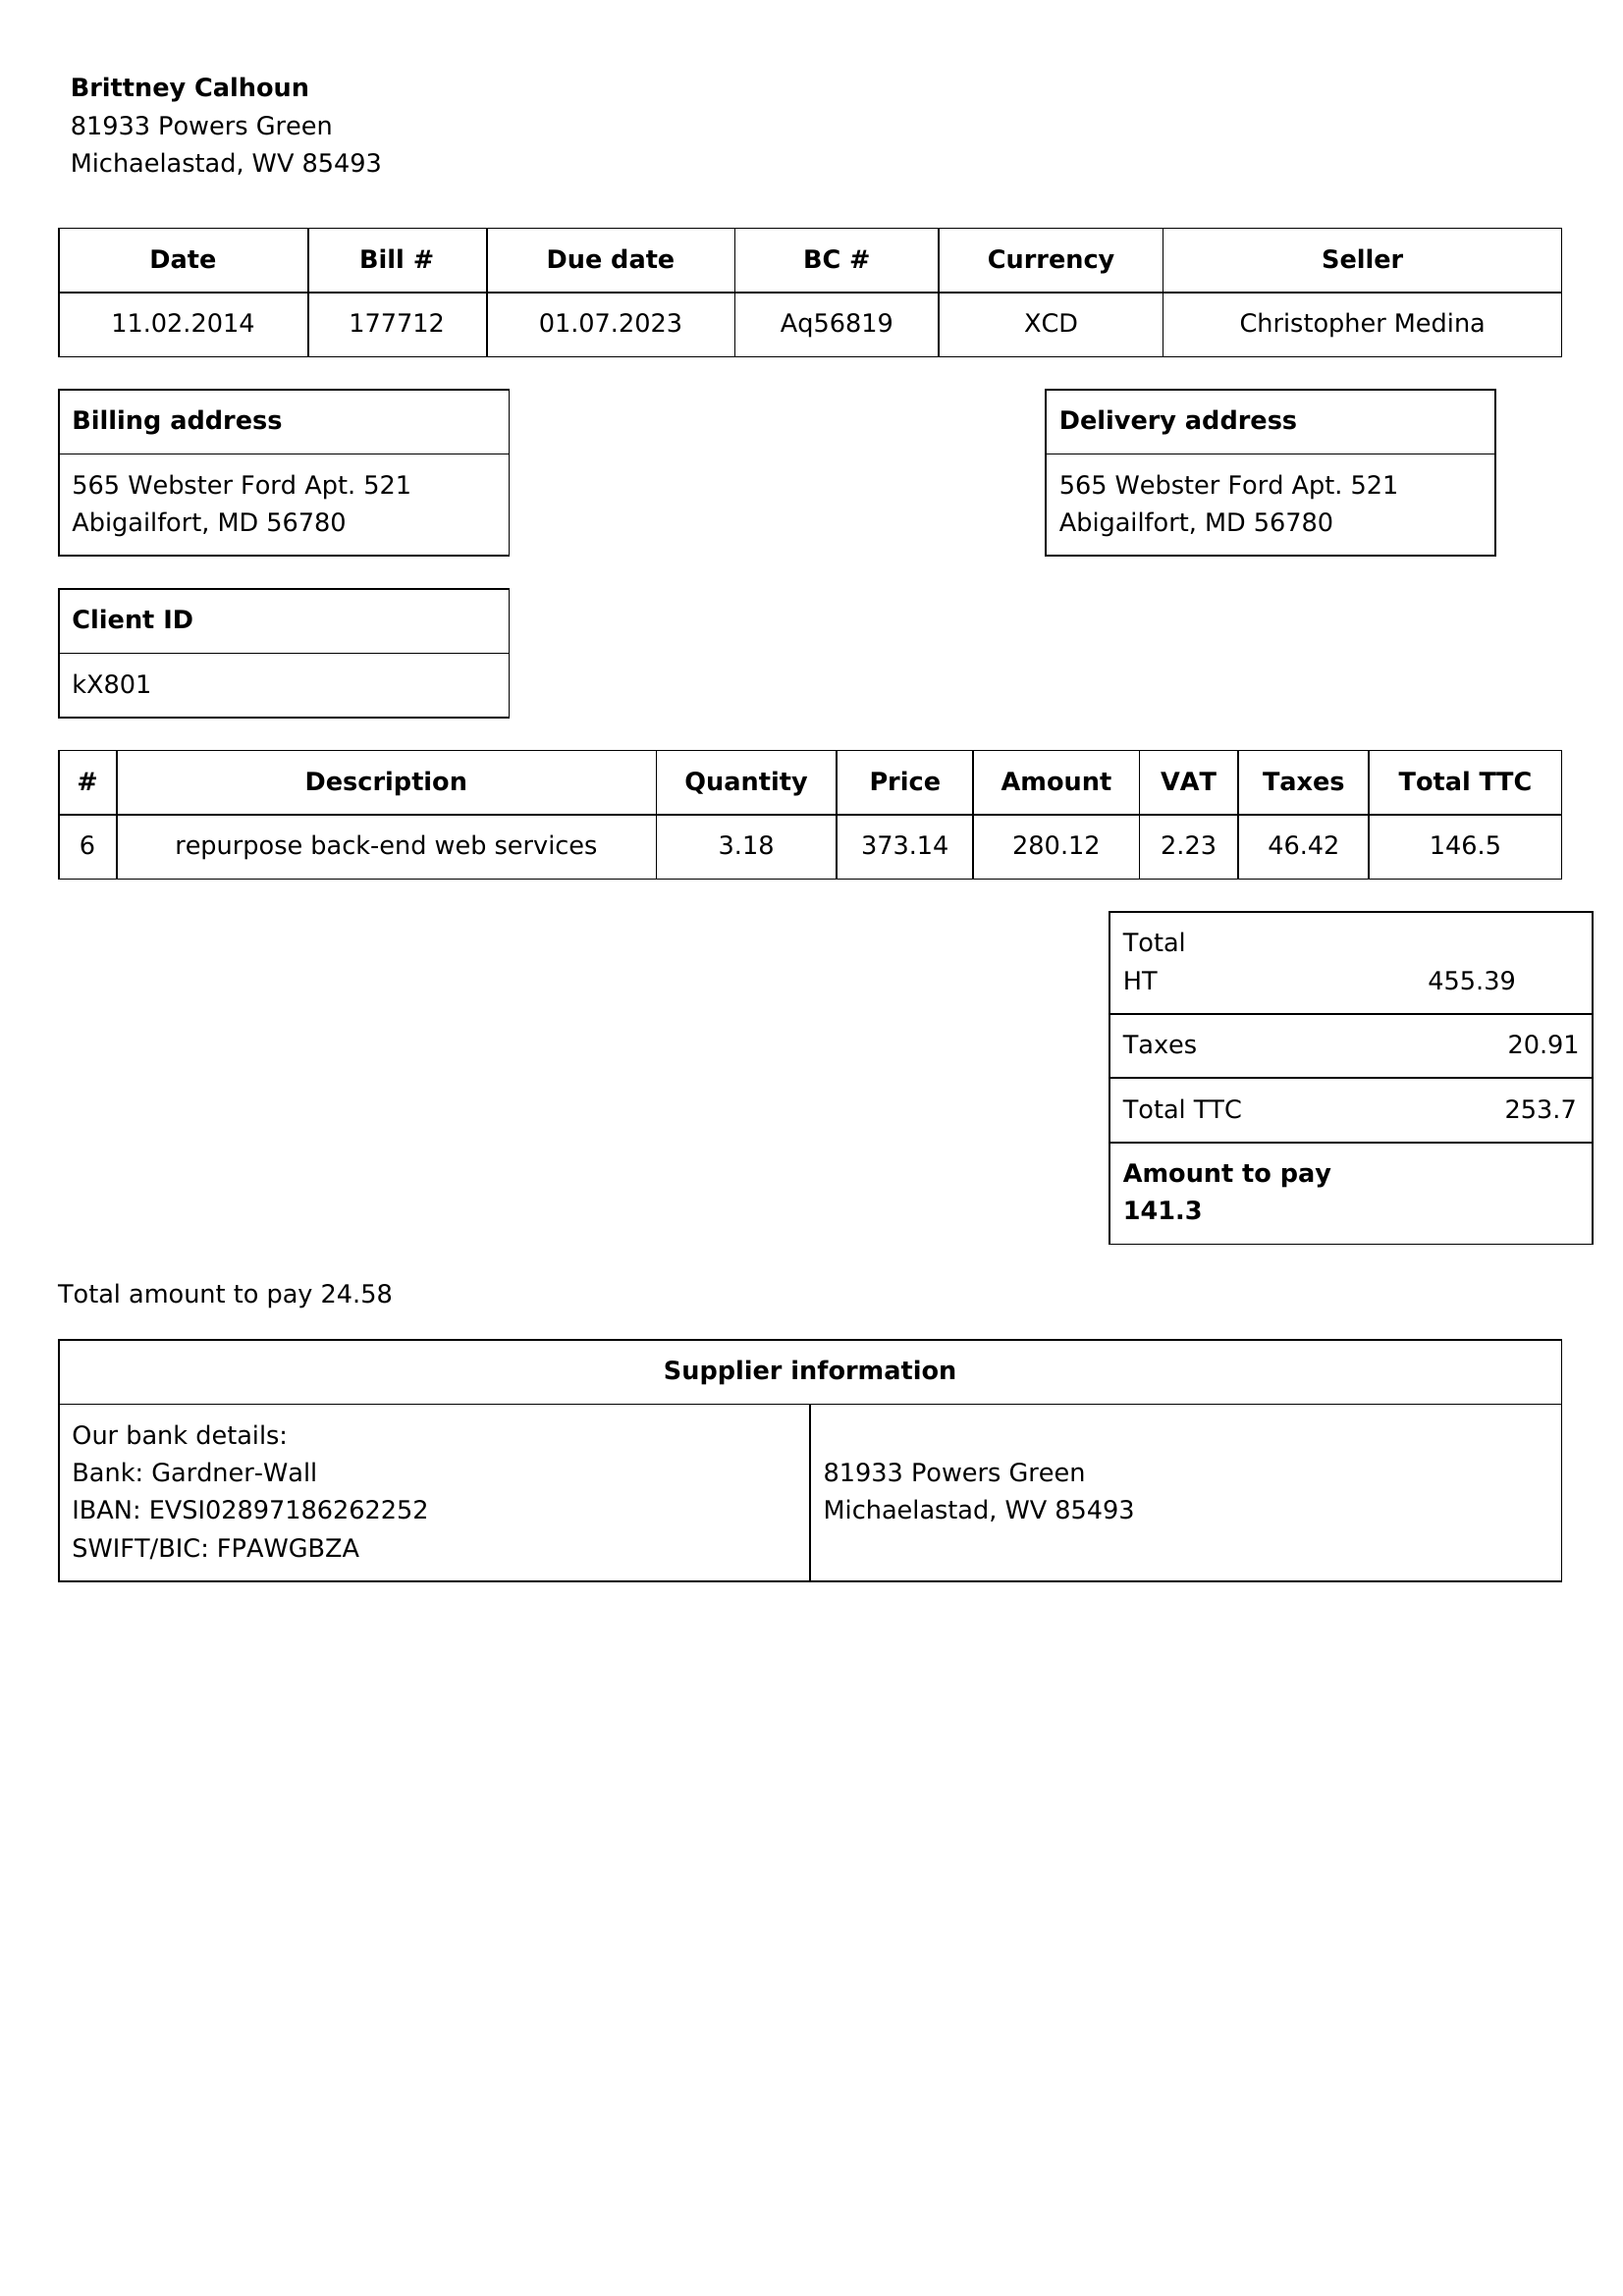 Brittney Calhoun
81933 Powers Green
Michaelastad, WV 85493
Date Bill # Due date BC # Currency Seller
11.02.2014 177712 01.07.2023 Aq56819 XCD Christopher Medina
Billing address
565 Webster Ford Apt. 521
Abigailfort, MD 56780
Delivery address
565 Webster Ford Apt. 521
Abigailfort, MD 56780
Client ID
kX801
# Description Quantity Price Amount VAT Taxes Total TTC
6 repurpose back-end web services 3.18 373.14 280.12 2.23 46.42 146.5
Total
HT 455.39
Taxes 20.91
Total TTC 253.7
Amount to pay
141.3
Total amount to pay 24.58
Supplier information
Our bank details:
Bank: Gardner-Wall
IBAN: EVSI02897186262252
SWIFT/BIC: FPAWGBZA
81933 Powers Green
Michaelastad, WV 85493